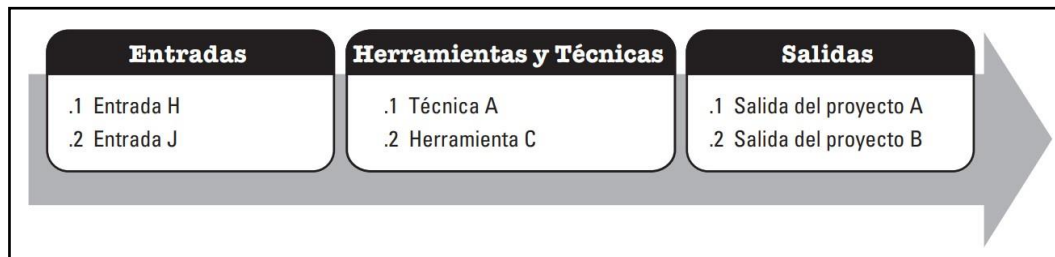 Entradas
.1 Entrada H
.2 Entrada J
Herramientas y Técnicas
.1 Técnica A
.2 Herramienta C
Salidas
.1 Salida del proyecto A
.2 Salida del proyecto B